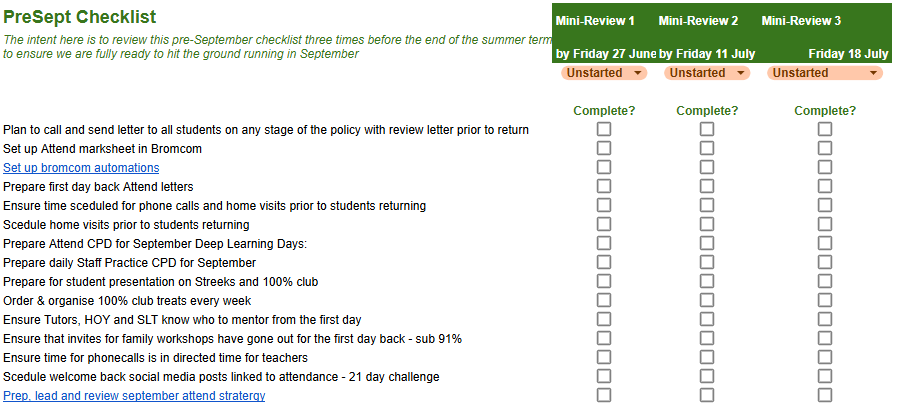 PreSept Checklist
The intent here is to review this pre-September checklist three times before the end of the summer term
to ensure we are fully ready to hit the ground running in September
Mini-Review 1 Mini-Review 2 Mini-Review 3
by Friday 27 June by Friday 11 July Friday 18 July
Unstarted Unstarted Unstarted
Complete? Complete? Complete?
Plan to call and send letter to all students on any stage of the policy with review letter prior to return
Set up Attend marksheet in Bromcom
Set up bromcom automations
Prepare first day back Attend letters
Ensure time sceduled for phone calls and home visits prior to students returning
Scedule home visits prior to students returning
Prepare Attend CPD for September Deep Learning Days:
Prepare daily Staff Practice CPD for September
Prepare for student presentation on Streeks and 100% club
Order & organise 100% club treats every week
Ensure Tutors, HOY and SLT know who to mentor from the first day
Ensure that invites for family workshops have gone out for the first day back - sub 91%
Ensure time for phonecalls is in directed time for teachers
Scedule welcome back social media posts linked to attendance - 21 day challenge
Prep, lead and review september attend stratergy